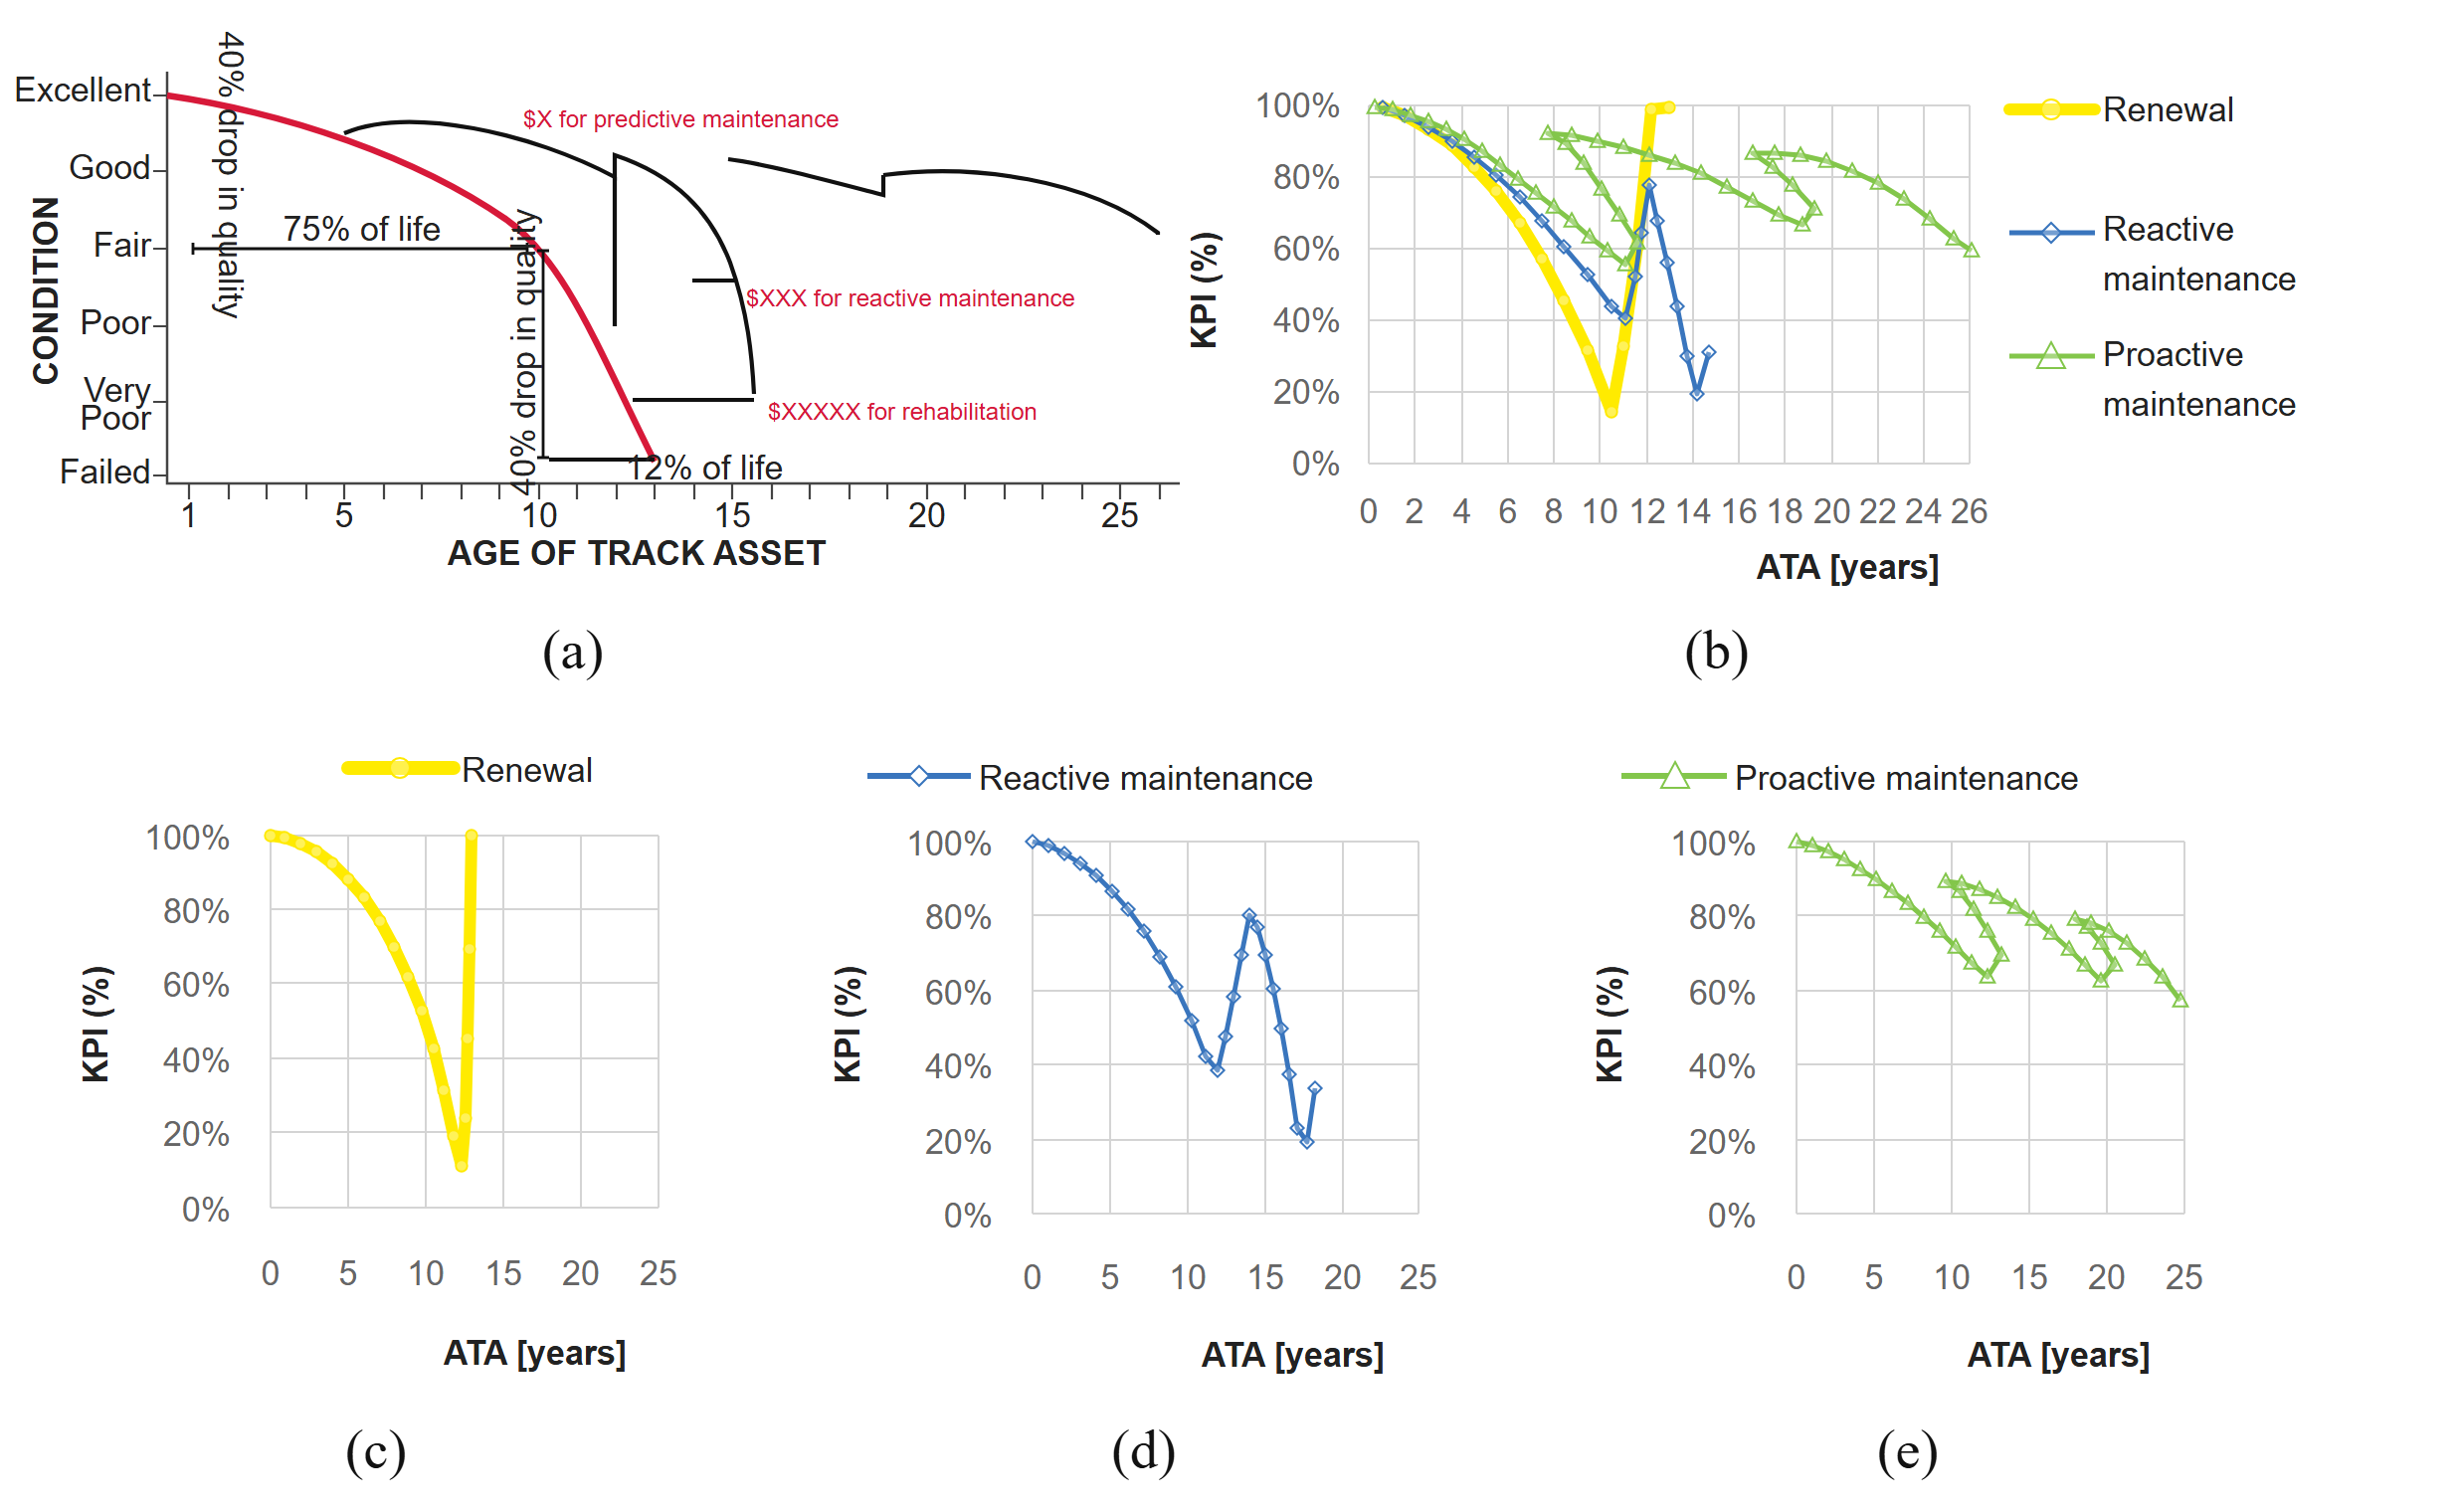 40% drop in quality
Excellent
Good
Fair
Poor
Very
Poor
Failed
CONDITION
75% of life
40% drop in quality
12% of life
$X for predictive maintenance
$XXX for reactive maintenance
$XXXXX for rehabilitation
1 5 10 15 20 25
AGE OF TRACK ASSET
(a)
100%
80%
60%
40%
20%
0%
KPI (%)
0 2 4 6 8 10 12 14 16 18 20 22 24 26
ATA [years]
Renewal
Reactive
maintenance
Proactive
maintenance
(b)
Renewal
100%
80%
60%
40%
20%
0%
KPI (%)
0 5 10 15 20 25
ATA [years]
(c)
Reactive maintenance
100%
80%
60%
40%
20%
0%
KPI (%)
0 5 10 15 20 25
ATA [years]
(d)
Proactive maintenance
100%
80%
60%
40%
20%
0%
KPI (%)
0 5 10 15 20 25
ATA [years]
(e)